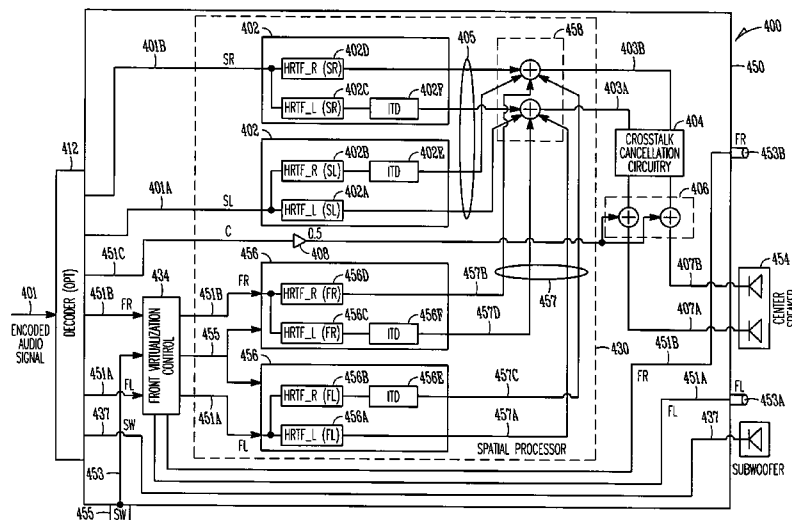 402
458
405
400
401B
SR
HRTF_R (SR)
402D
403B
450
HRTF_L (SR)
402C
ITD
402F
403A
404
412
402
CROSSTALK
CANCELLATION
CIRCUITRY
FR
453B
HRTF_R (SL)
402B
ITD
402E
401A
SL
HRTF_L (SL)
402A
406
451C
C
0.5
408
DECODER (OPT)
434
456
454
401
451B
FR
451B
FR
HRTF_R (FR)
456D
457B
457
407B
CENTER
SPEAKER
ENCODED
AUDIO
SIGNAL
FRONT VIRTUALIZATION
CONTROL
455
HRTF_L (FR)
456C
ITD
456F
457D
407A
430
451B
451A
FL
456
FR
451A
FL
437
451A
HRTF_R (FL)
456B
ITD
456E
457C
453A
SW
FL
HRTF_L (FL)
456A
457A
437
453
SPATIAL PROCESSOR
SUBWOOFER
455
SW